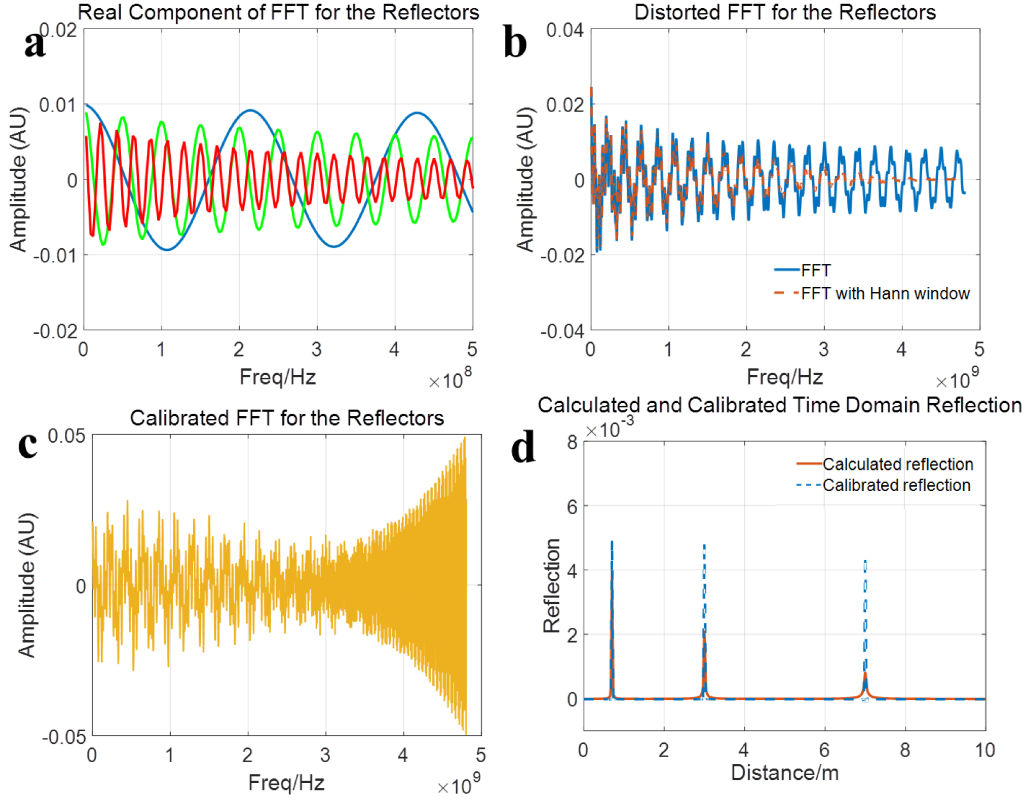 a
Real Component of FFT for the Reflectors
0.02
0.01
0
-0.01
-0.02
Amplitude (AU)
0 1 2 3 4 5
Freq/Hz
×10^8
b
Distorted FFT for the Reflectors
0.04
0.02
0
-0.02
-0.04
Amplitude (AU)
FFT
FFT with Hann window
0 1 2 3 4 5
Freq/Hz
×10^9
c
Calibrated FFT for the Reflectors
0.05
0
-0.05
Amplitude (AU)
0 1 2 3 4 5
Freq/Hz
×10^9
d
Calculated and Calibrated Time Domain Reflection
×10^-3
8
6
4
2
0
Reflection
Calculated reflection
Calibrated reflection
0 2 4 6 8 10
Distance/m